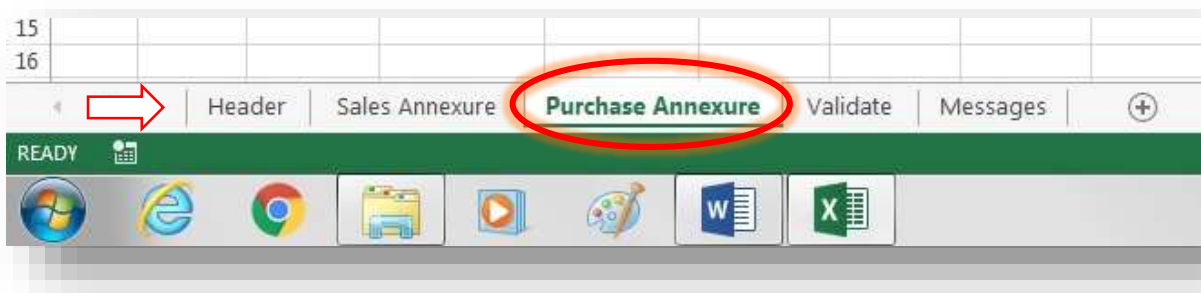 15
16
Header Sales Annexure Purchase Annexure Validate Messages
READY
W X